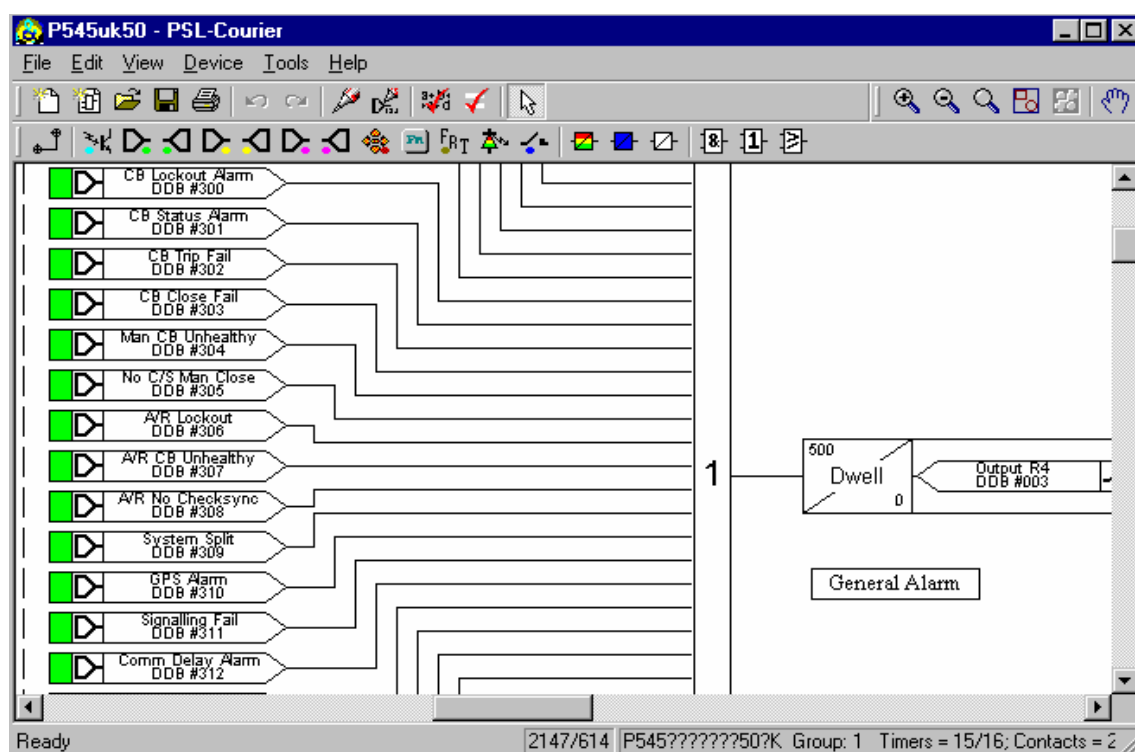 P545uk50 - PSL-Courier
File Edit View Device Tools Help
CB Lockout Alarm
DDB #300
CB Status Alarm
DDB #301
CB Trip Fail
DDB #302
CB Close Fail
DDB #303
Man CB Unhealthy
DDB #304
No C/S Man Close
DDB #305
A/R Lockout
DDB #306
A/R CB Unhealthy
DDB #307
A/R No Checksync
DDB #308
System Split
DDB #309
GPS Alarm
DDB #310
Signalling Fail
DDB #311
Comm Delay Alarm
DDB #312
1
500
Dwell
0
Output R4
DDB #003
General Alarm
Ready
2147/614
P545???????50?K Group: 1 Timers = 15/16; Contacts = 2